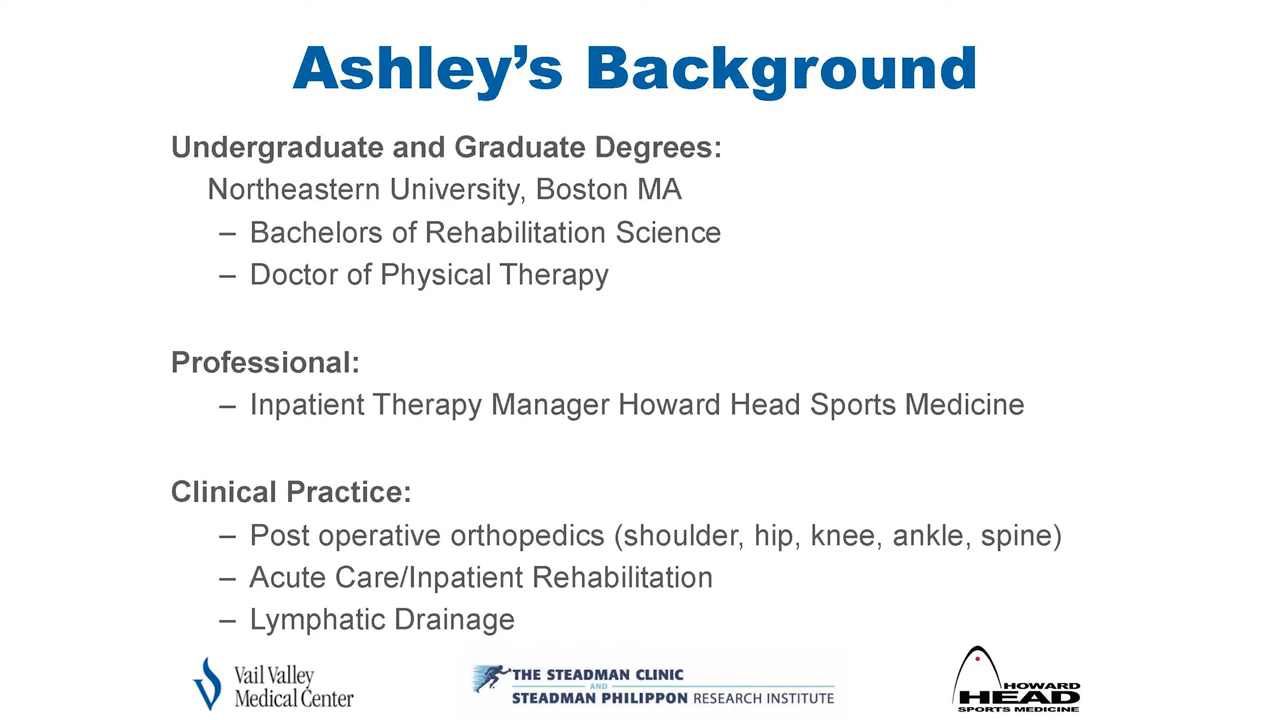 Ashley's Background
Undergraduate and Graduate Degrees:
Northeastern University, Boston MA
– Bachelors of Rehabilitation Science
– Doctor of Physical Therapy
Professional:
– Inpatient Therapy Manager Howard Head Sports Medicine
Clinical Practice:
– Post operative orthopedics (shoulder, hip, knee, ankle, spine)
– Acute Care/Inpatient Rehabilitation
– Lymphatic Drainage
Vail Valley
Medical Center
THE STEADMAN CLINIC
AND
STEADMAN PHILIPPON RESEARCH INSTITUTE
HOWARD
HEAD
SPORTS MEDICINE